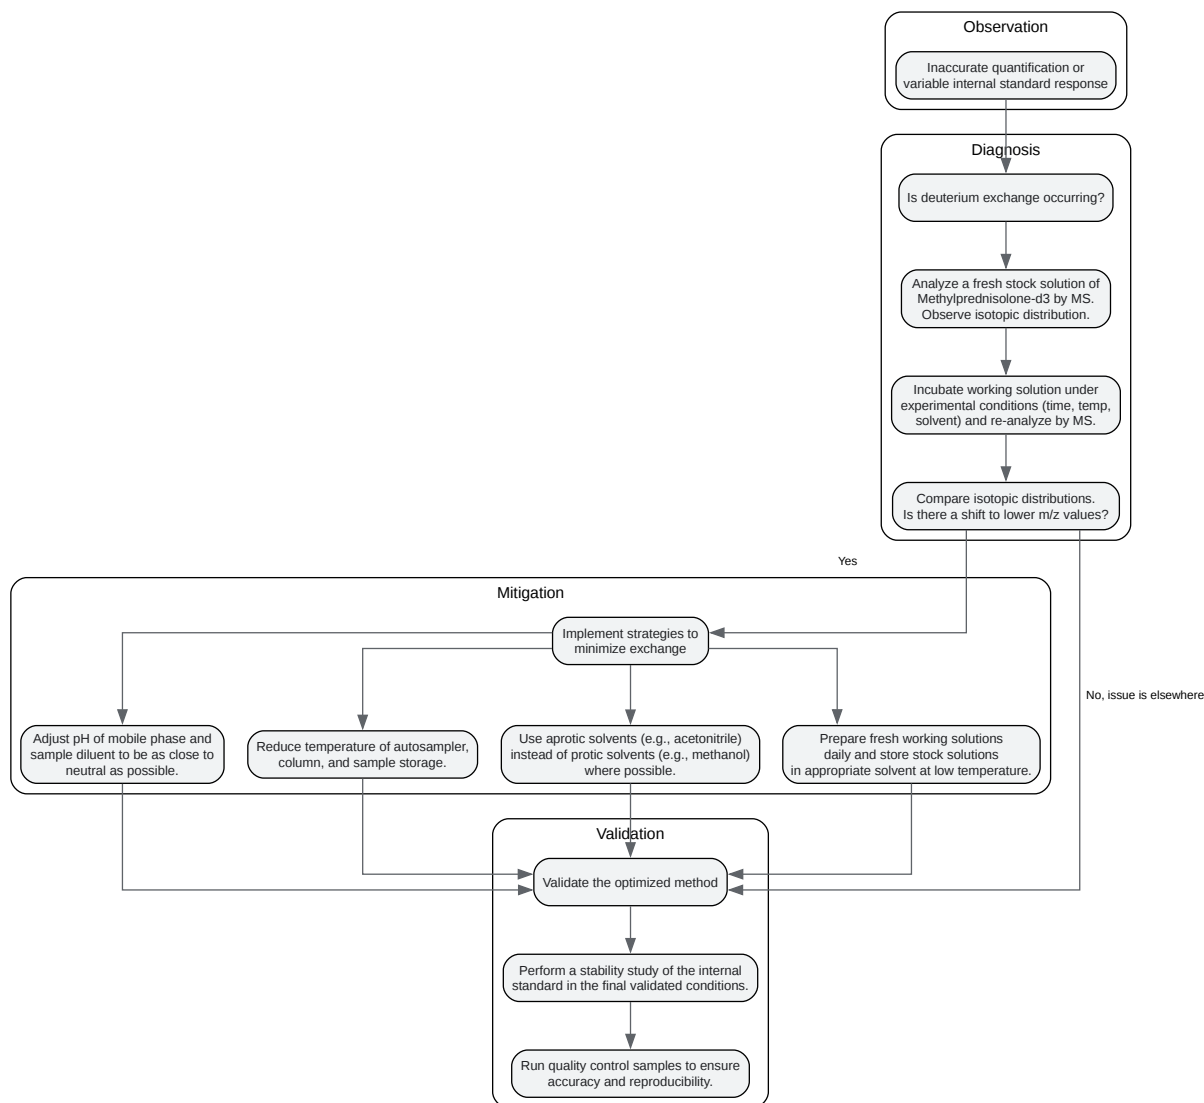 Observation
Inaccurate quantification or
variable internal standard response
Diagnosis
Is deuterium exchange occurring?
Analyze a fresh stock solution of
Methylprednisolone-d3 by MS.
Observe isotopic distribution.
Incubate working solution under
experimental conditions (time, temp,
solvent) and re-analyze by MS.
Compare isotopic distributions.
Is there a shift to lower m/z values?
Yes
No, issue is elsewhere
Mitigation
Implement strategies to
minimize exchange
Adjust pH of mobile phase and
sample diluent to be as close to
neutral as possible.
Reduce temperature of autosampler,
column, and sample storage.
Use aprotic solvents (e.g., acetonitrile)
instead of protic solvents (e.g., methanol)
where possible.
Prepare fresh working solutions
daily and store stock solutions
in appropriate solvent at low temperature.
Validation
Validate the optimized method
Perform a stability study of the internal
standard in the final validated conditions.
Run quality control samples to ensure
accuracy and reproducibility.